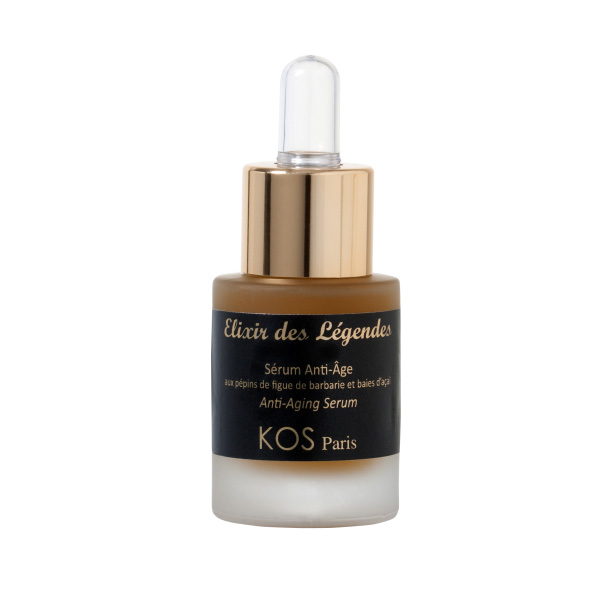 Elixir des Légendes
Sérum Anti-Âge
aux pépins de figue de barbarie et baies d'açaï
Anti-Aging Serum
KOS Paris